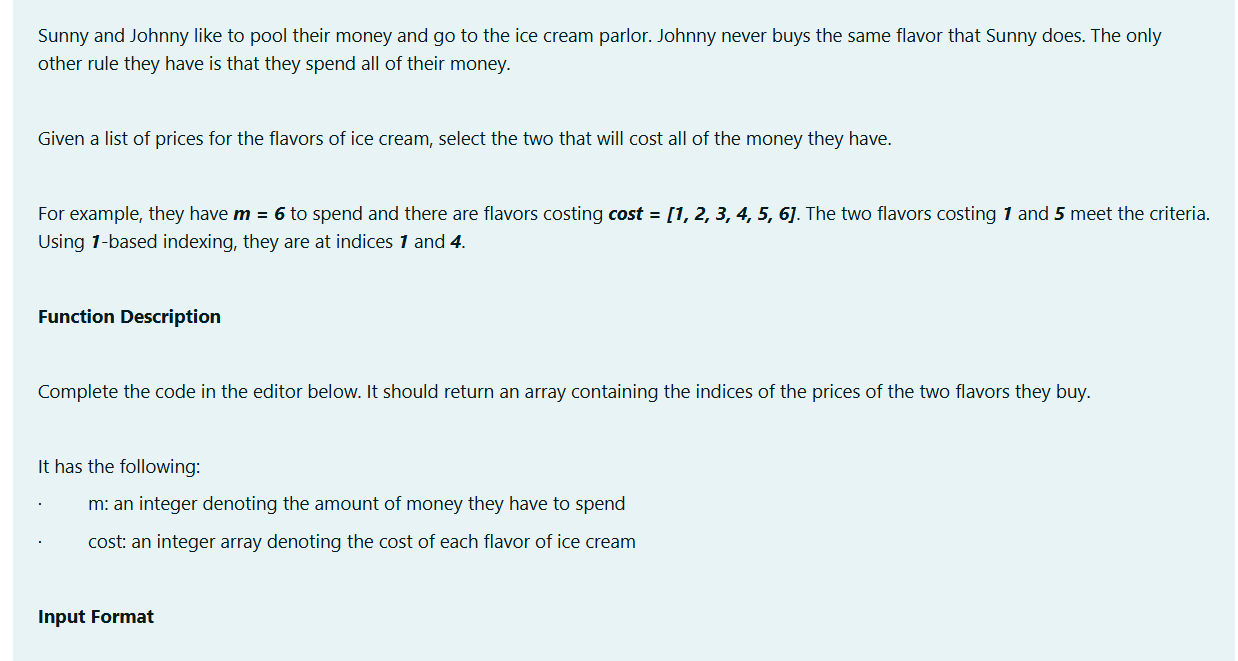 Sunny and Johnny like to pool their money and go to the ice cream parlor. Johnny never buys the same flavor that Sunny does. The only
other rule they have is that they spend all of their money.
Given a list of prices for the flavors of ice cream, select the two that will cost all of the money they have.
For example, they have m = 6 to spend and there are flavors costing cost = [1, 2, 3, 4, 5, 6]. The two flavors costing 1 and 5 meet the criteria.
Using 1-based indexing, they are at indices 1 and 4.
Function Description
Complete the code in the editor below. It should return an array containing the indices of the prices of the two flavors they buy.
It has the following:
· m: an integer denoting the amount of money they have to spend
· cost: an integer array denoting the cost of each flavor of ice cream
Input Format